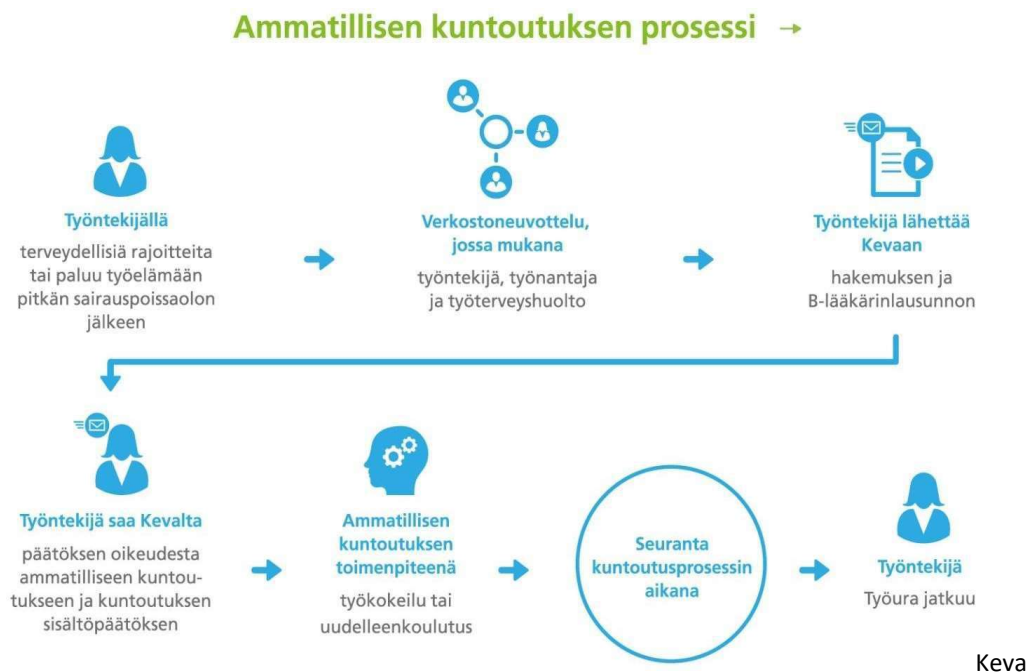 Ammatillisen kuntoutuksen prosessi →
Työntekijällä
terveydellisiä rajoitteita
tai paluu työelämään
pitkän sairauspoissaolon
jälkeen
Verkostoneuvottelu,
jossa mukana
työntekijä, työnantaja
ja työterveyshuolto
Työntekijä lähettää
Kevaan
hakemuksen ja
B-lääkärinlausunnon
Työntekijä saa Kevalta
päätöksen oikeudesta
ammatilliseen kuntou-
tukseen ja kuntoutuksen
sisältöpäätöksen
Ammatillisen
kuntoutuksen
toimenpiteenä
työkokeilu tai
uudelleenkoulutus
Seuranta
kuntoutusprosessin
aikana
Työntekijä
Työura jatkuu
Keva